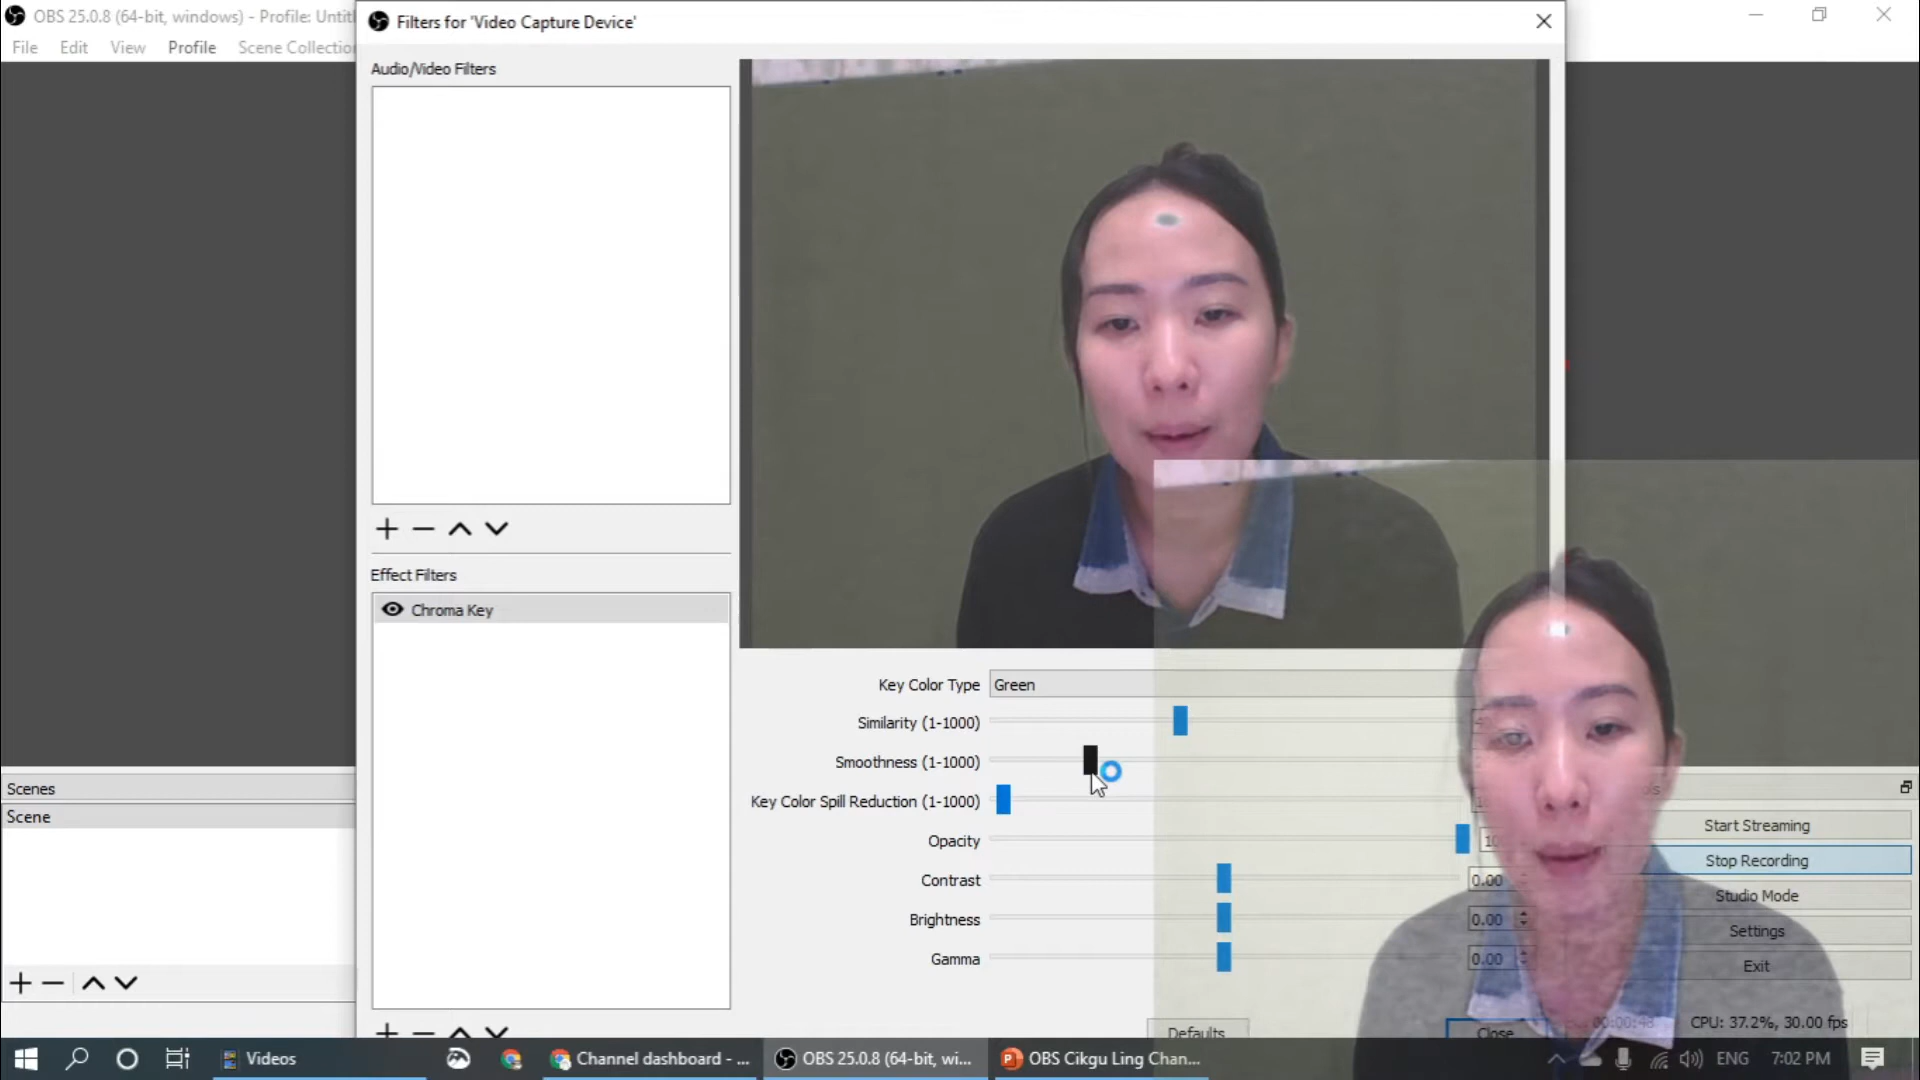 OBS 25.0.8 (64-bit, windows) - Profile:
Filters for 'Video Capture Device'
File Edit View Profile Scene
Audio/Video Filters
Effect Filters
Chroma Key
Key Color Type Green
Similarity (1-1000)
Smoothness (1-1000)
Key Color Spill Reduction (1-1000)
Opacity
Contrast 0.00
Brightness 0.00
Gamma 0.00
Defaults Close
Scenes
Scene
Start Streaming
Stop Recording
Studio Mode
Settings
Exit
CPU: 37.2%, 30.00 fps
Videos
Channel dashboard - ...
OBS 25.0.8 (64-bit, wi...
OBS Cikgu Ling Chan...
ENG 7:02 PM